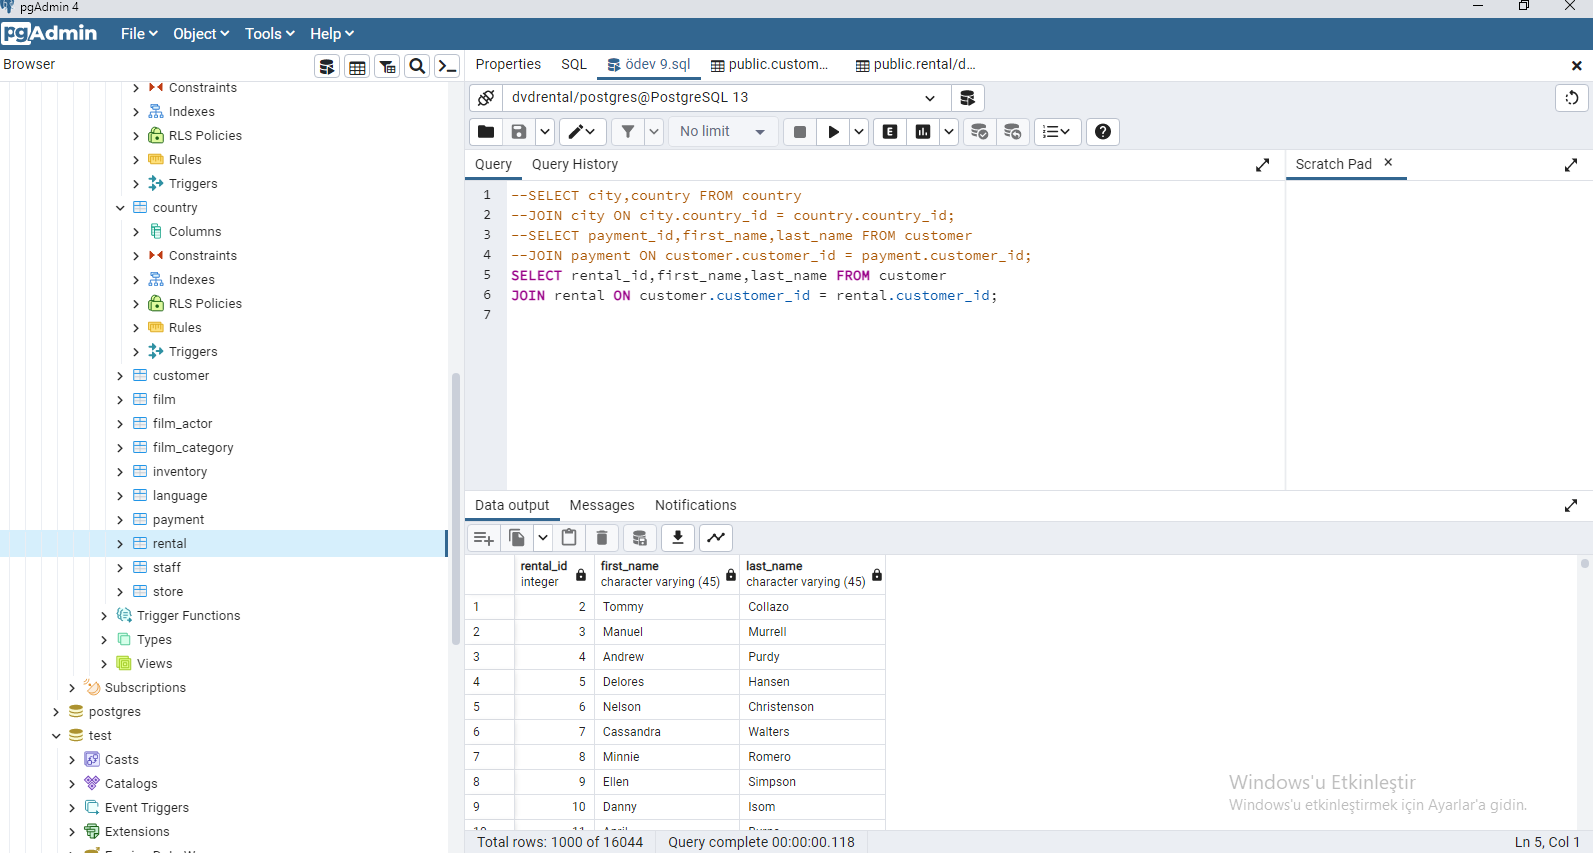 pgAdmin 4
pgAdmin File Object Tools Help
Browser
Properties SQL ödev 9.sql public.custom... public.rental/d...
dvdrental/postgres@PostgreSQL 13
No limit
Query Query History
Scratch Pad
Constraints
Indexes
RLS Policies
Rules
Triggers
country
Columns
Constraints
Indexes
RLS Policies
Rules
Triggers
customer
film
film_actor
film_category
inventory
language
payment
rental
staff
store
Trigger Functions
Types
Views
Subscriptions
postgres
test
Casts
Catalogs
Event Triggers
Extensions
1 --SELECT city,country FROM country
2 --JOIN city ON city.country_id = country.country_id;
3 --SELECT payment_id,first_name,last_name FROM customer
4 --JOIN payment ON customer.customer_id = payment.customer_id;
5 SELECT rental_id,first_name,last_name FROM customer
6 JOIN rental ON customer.customer_id = rental.customer_id;
7
Data output Messages Notifications
rental_id first_name last_name
integer character varying (45) character varying (45)
1 2 Tommy Collazo
2 3 Manuel Murrell
3 4 Andrew Purdy
4 5 Delores Hansen
5 6 Nelson Christenson
6 7 Cassandra Walters
7 8 Minnie Romero
8 9 Ellen Simpson
9 10 Danny Isom
Windows'u Etkinleştir
Windows'u etkinleştirmek için Ayarlar'a gidin.
Total rows: 1000 of 16044 Query complete 00:00:00.118 Ln 5, Col 1